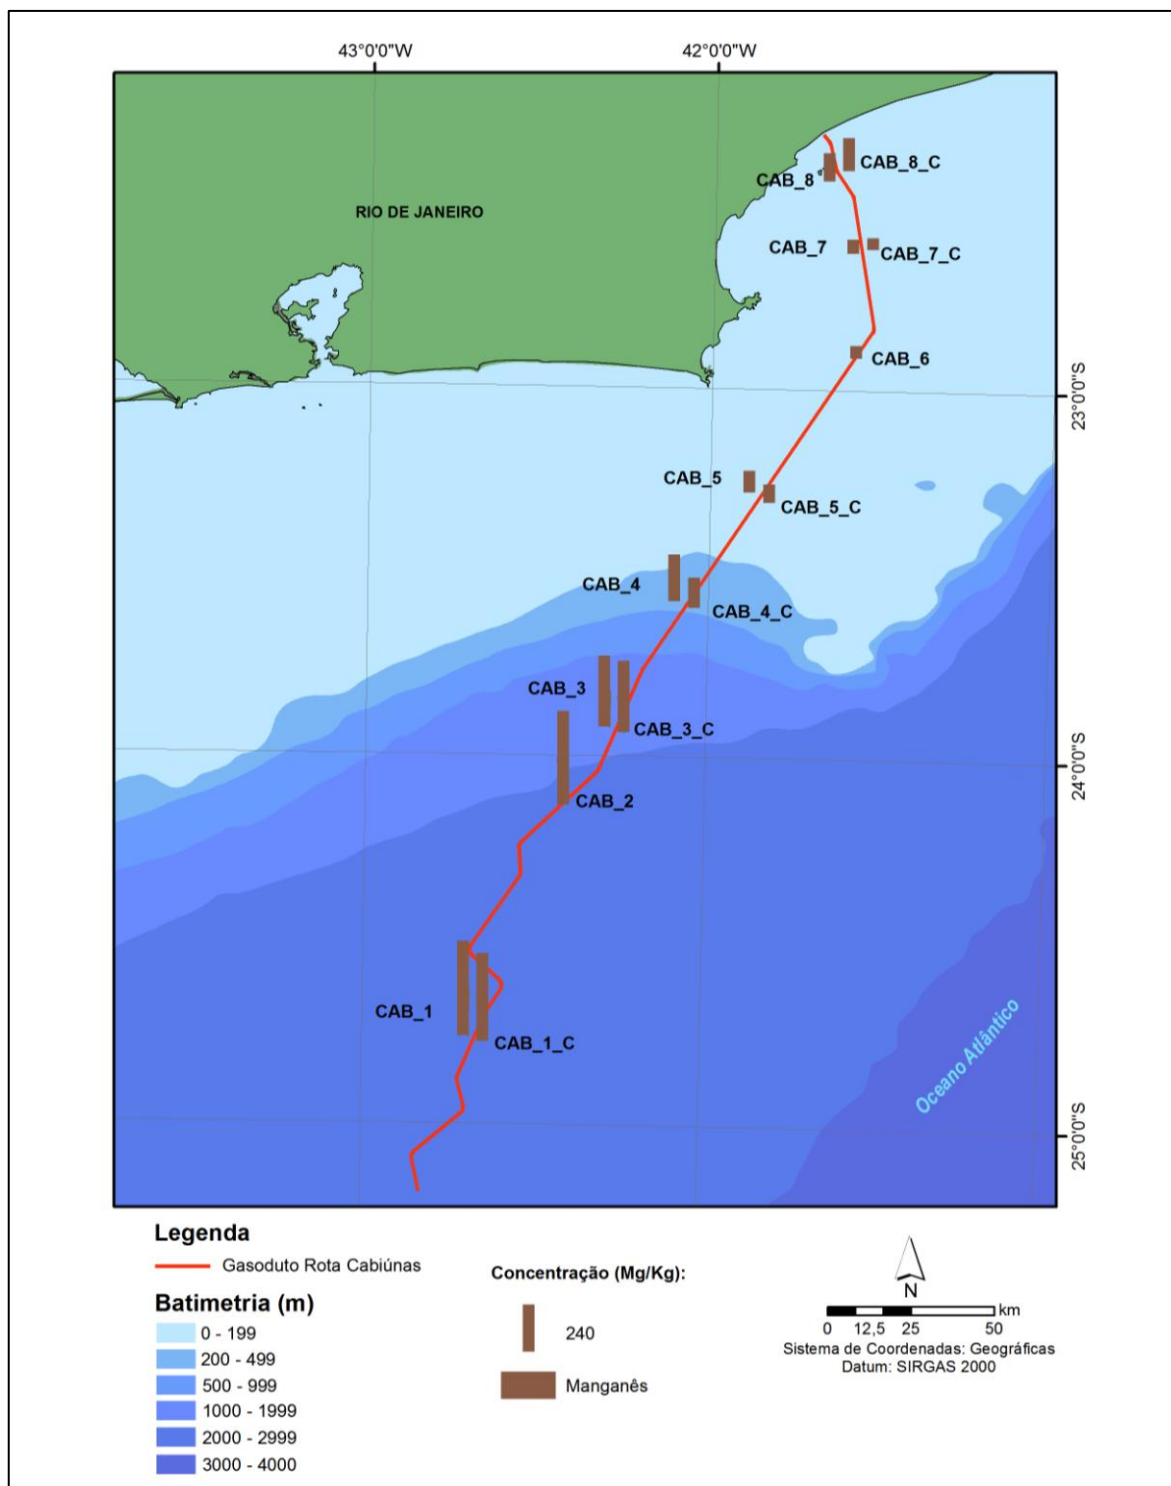 43°0'0"W
42°0'0"W
CAB_8_C
CAB_8
RIO DE JANEIRO
CAB_7
CAB_7_C
CAB_6
23°0'0"S
CAB_5
CAB_5_C
CAB_4
CAB_4_C
CAB_3
CAB_3_C
24°0'0"S
CAB_2
CAB_1
CAB_1_C
Oceano Atlântico
25°0'0"S
Legenda
Gasoduto Rota Cabiúnas
Batimetria (m)
0 - 199
200 - 499
500 - 999
1000 - 1999
2000 - 2999
3000 - 4000
Concentração (Mg/Kg):
240
Manganês
N
km
0 12,5 25 50
Sistema de Coordenadas: Geográficas
Datum: SIRGAS 2000